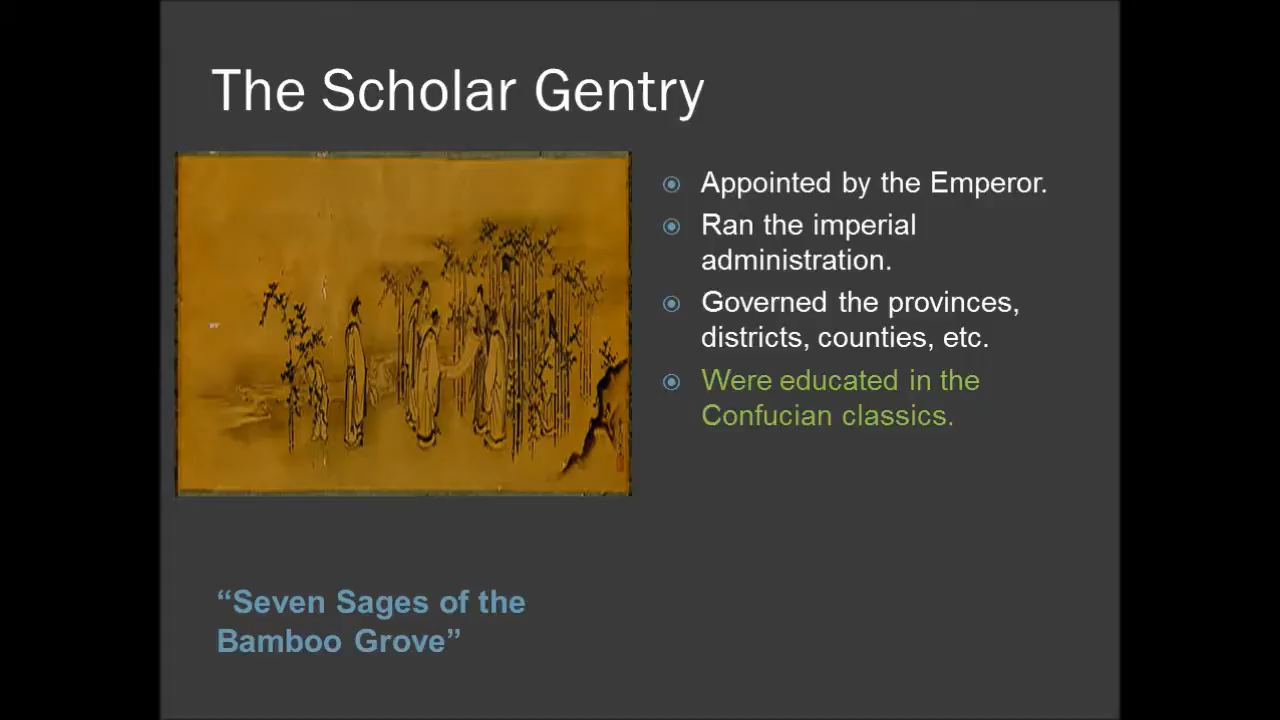 The Scholar Gentry
Appointed by the Emperor.
Ran the imperial
administration.
Governed the provinces,
districts, counties, etc.
Were educated in the
Confucian classics.
“Seven Sages of the
Bamboo Grove”